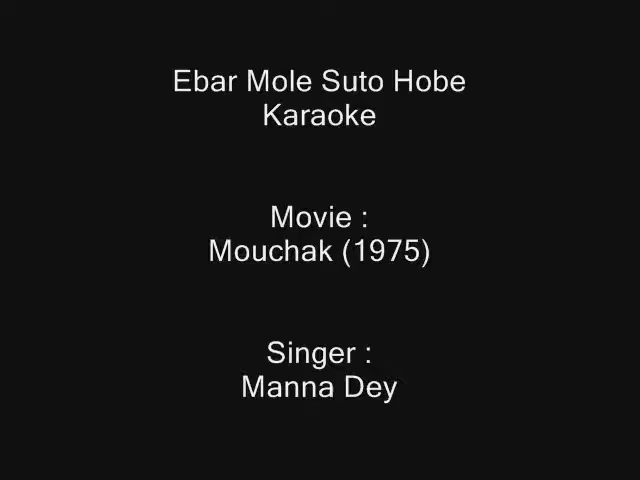 Ebar Mole Suto Hobe
Karaoke
Movie :
Mouchak (1975)
Singer :
Manna Dey